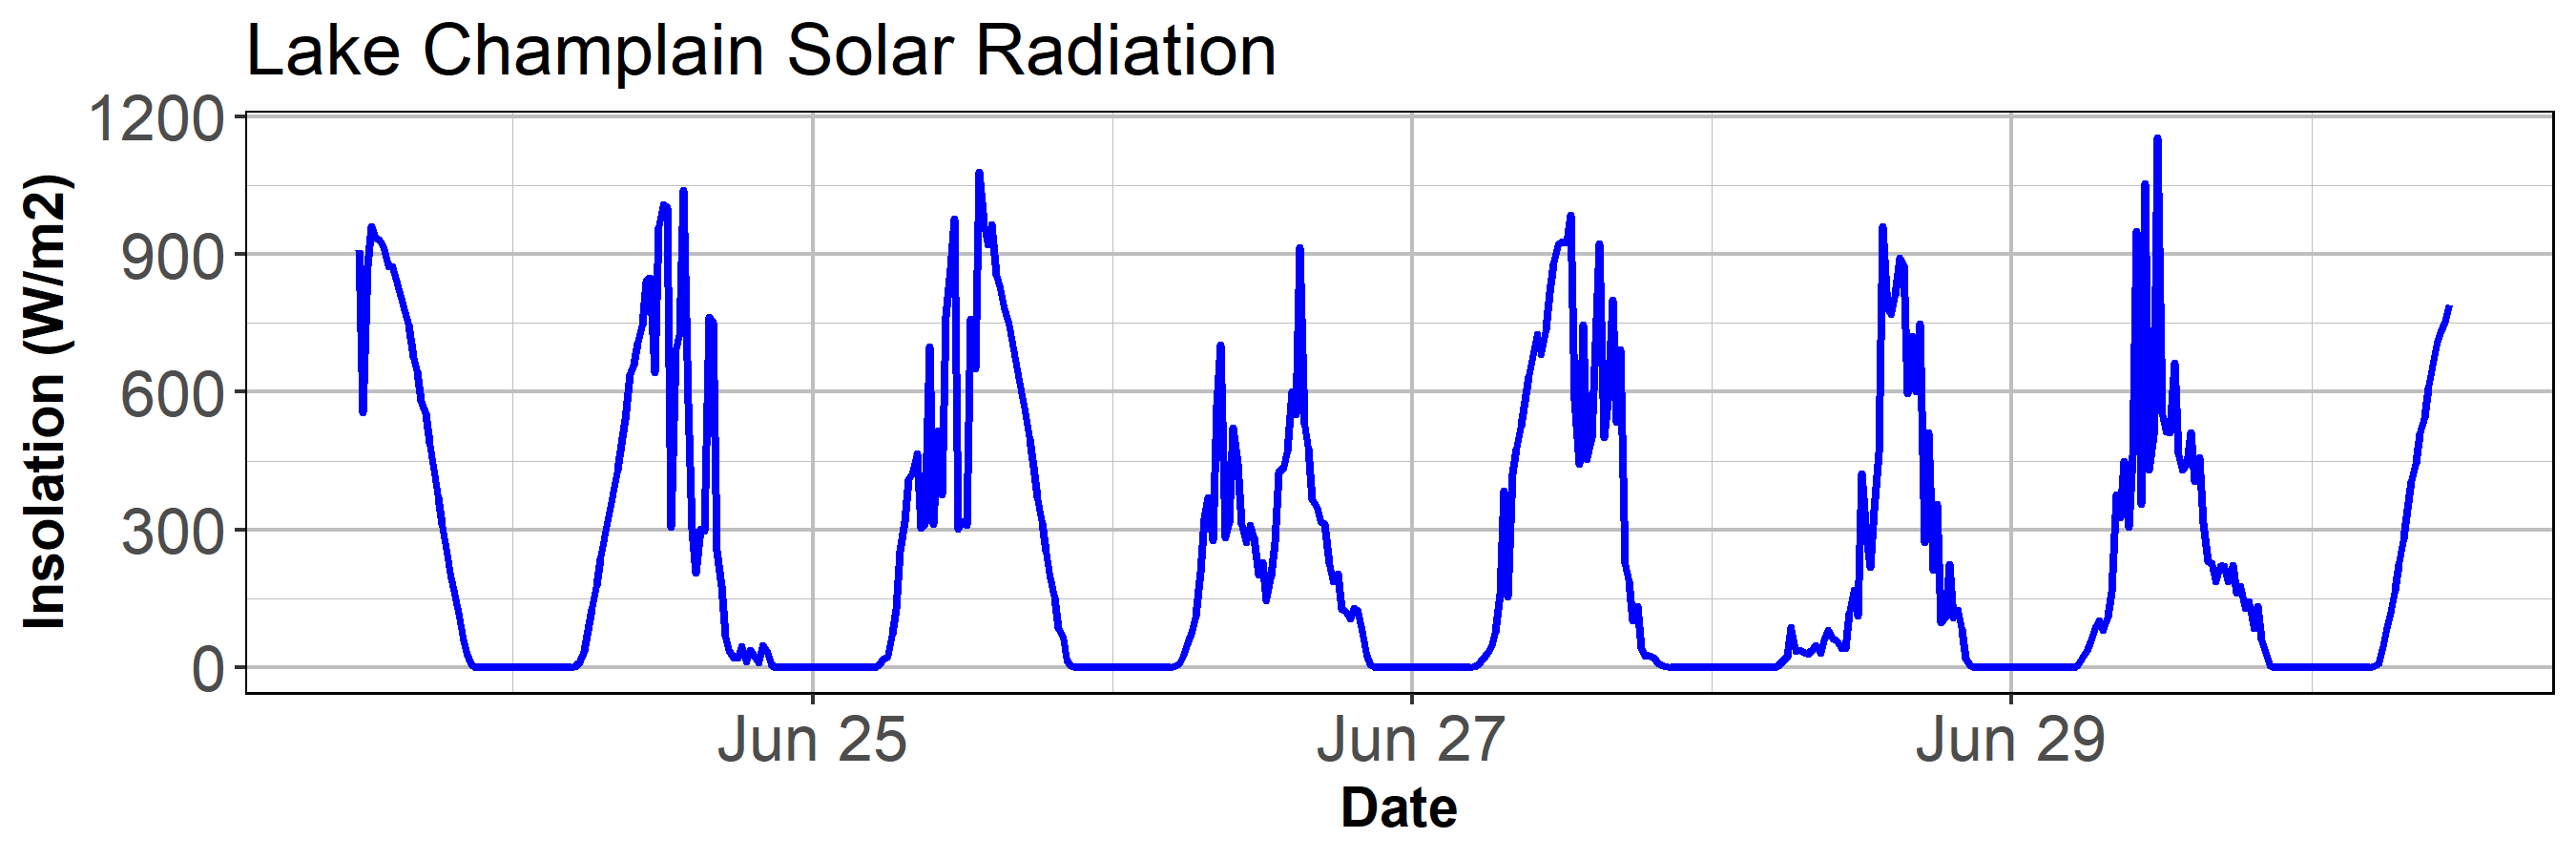 Lake Champlain Solar Radiation
1200
900
600
300
0
Insolation (W/m2)
Jun 25 Jun 27 Jun 29
Date